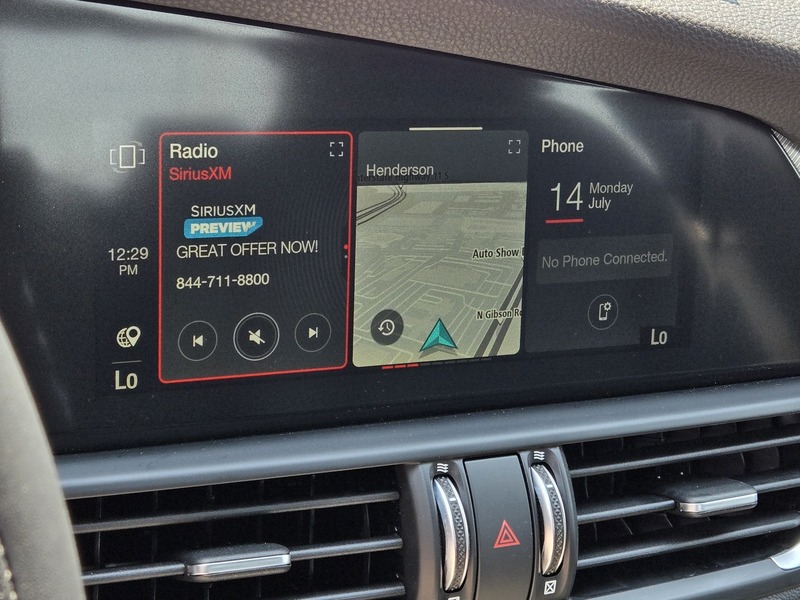 Radio
SiriusXM
SIRIUSXM
PREVIEW
GREAT OFFER NOW!
844-711-8800
12:29
PM
Lo
Henderson
Auto Show
N Gibson
Phone
14 Monday
July
No Phone Connected.
Lo